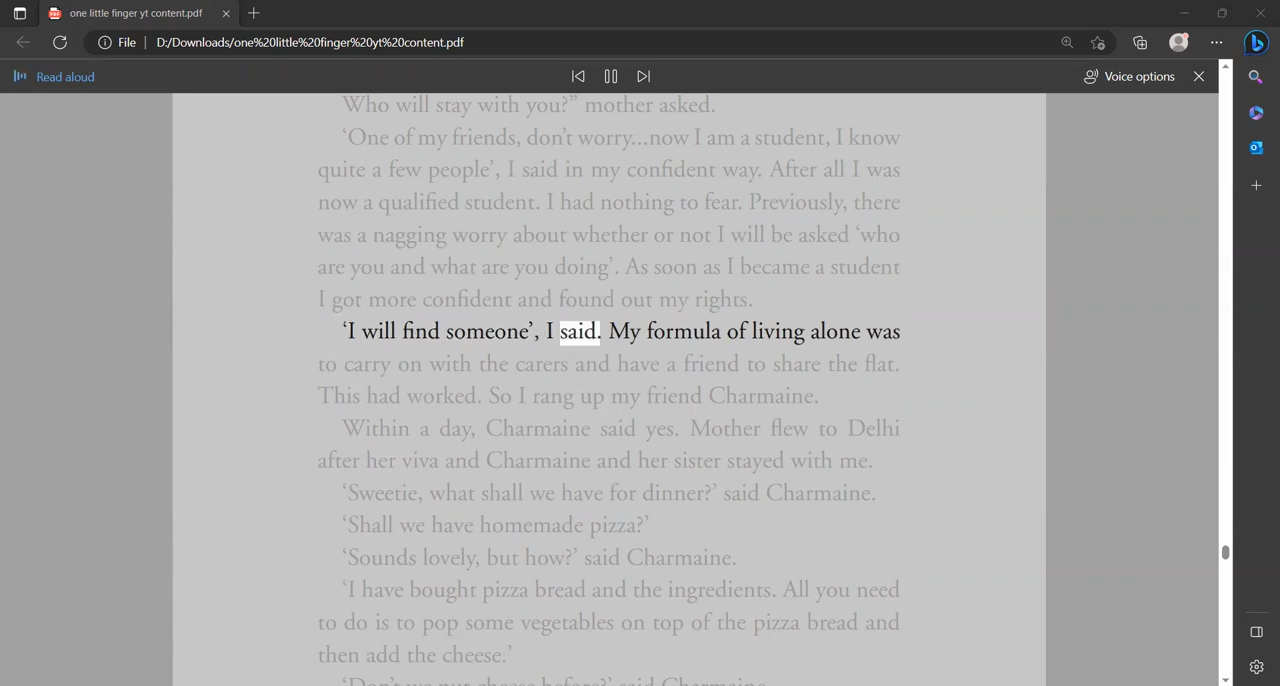 one little finger yt content.pdf
File
D:/Downloads/one%20little%20finger%20yt%20content.pdf
Read aloud
Voice options
Who will stay with you?” mother asked.
‘One of my friends, don’t worry...now I am a student, I know
quite a few people’, I said in my confident way. After all I was
now a qualified student. I had nothing to fear. Previously, there
was a nagging worry about whether or not I will be asked ‘who
are you and what are you doing’. As soon as I became a student
I got more confident and found out my rights.
‘I will find someone’, I said. My formula of living alone was
to carry on with the carers and have a friend to share the flat.
This had worked. So I rang up my friend Charmaine.
Within a day, Charmaine said yes. Mother flew to Delhi
after her viva and Charmaine and her sister stayed with me.
‘Sweetie, what shall we have for dinner?’ said Charmaine.
‘Shall we have homemade pizza?’
‘Sounds lovely, but how?’ said Charmaine.
‘I have bought pizza bread and the ingredients. All you need
to do is to pop some vegetables on top of the pizza bread and
then add the cheese.’
‘Don’t we put cheese before?’ said Charmaine.